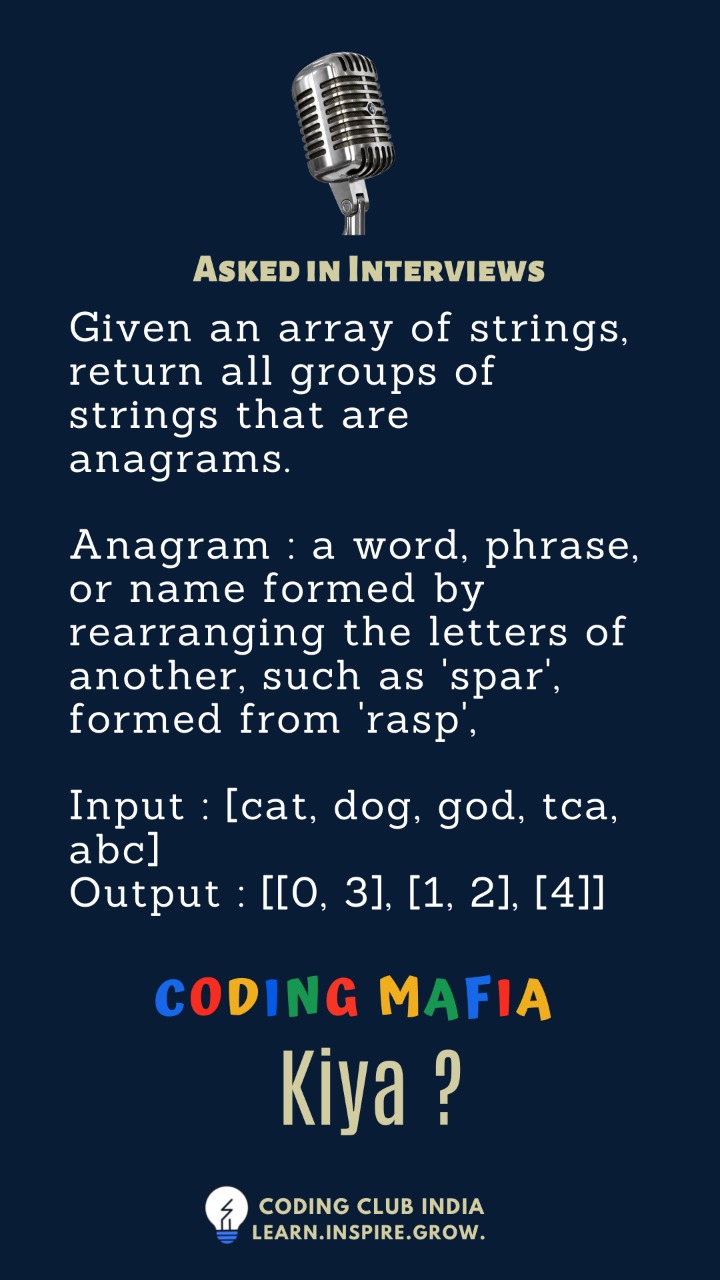 Asked in Interviews
Given an array of strings,
return all groups of
strings that are
anagrams.
Anagram : a word, phrase,
or name formed by
rearranging the letters of
another, such as 'spar',
formed from 'rasp',
Input : [cat, dog, god, tca,
abc]
Output : [[0, 3], [1, 2], [4]]
CODING MAFIA
Kiya ?
CODING CLUB INDIA
LEARN.INSPIRE.GROW.